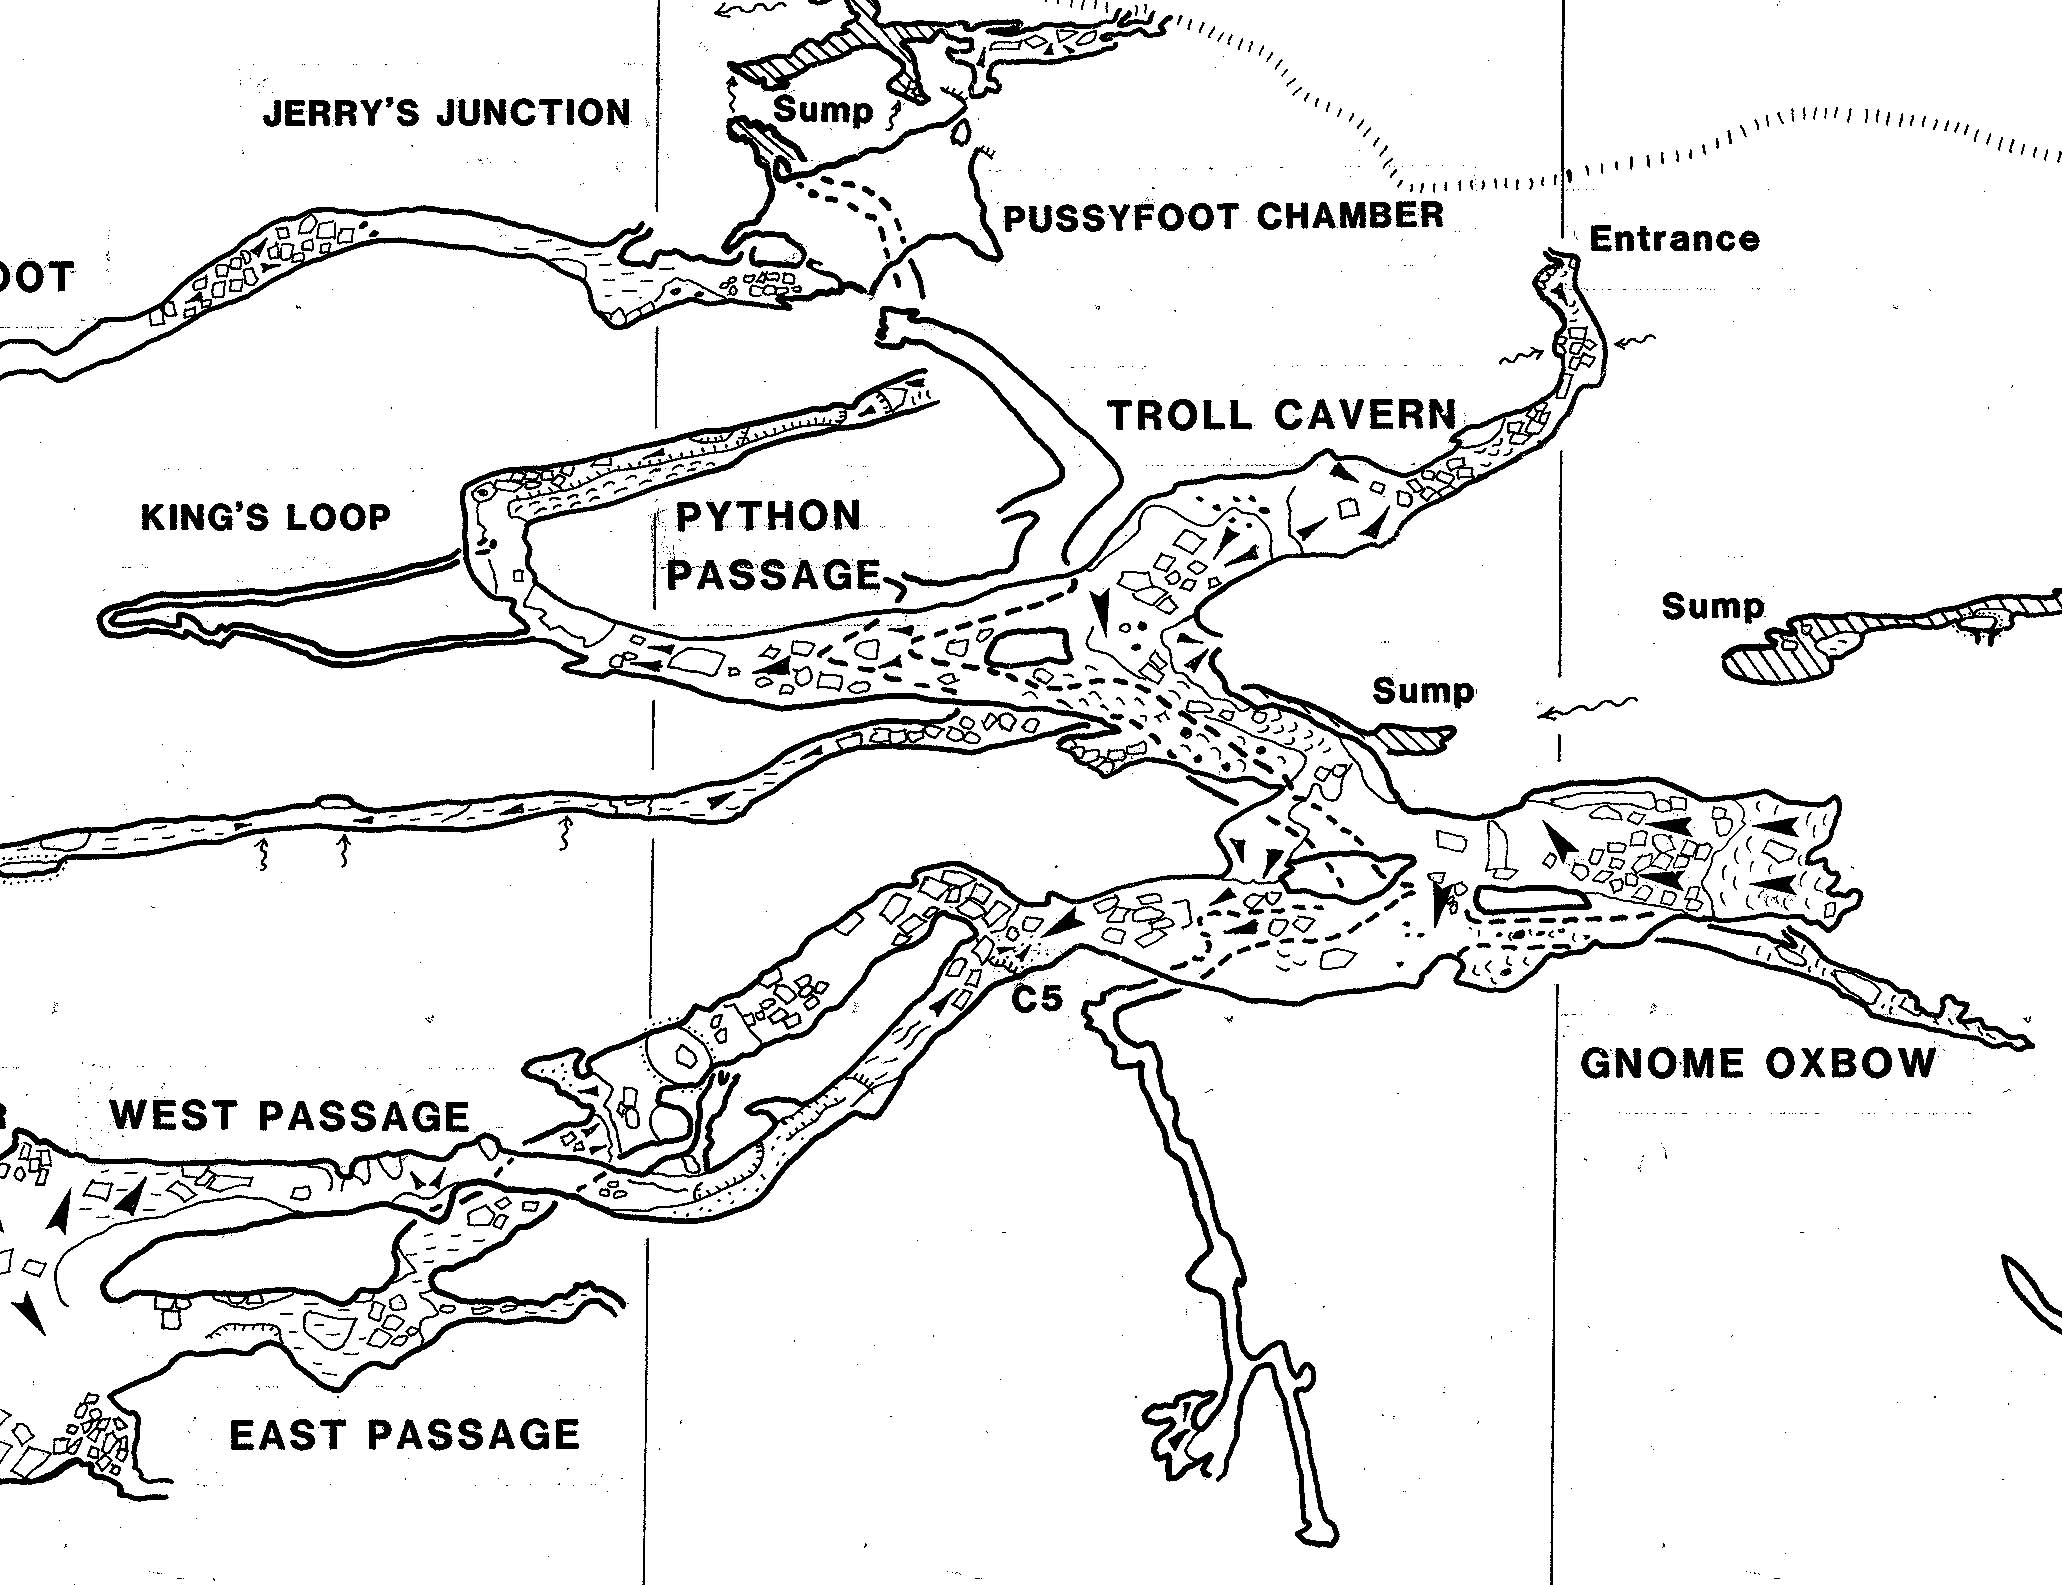 Sump
JERRY'S JUNCTION
PUSSYFOOT CHAMBER
Entrance
OOT
TROLL CAVERN
KING'S LOOP
PYTHON
PASSAGE
Sump
Sump
C5
GNOME OXBOW
R
WEST PASSAGE
EAST PASSAGE